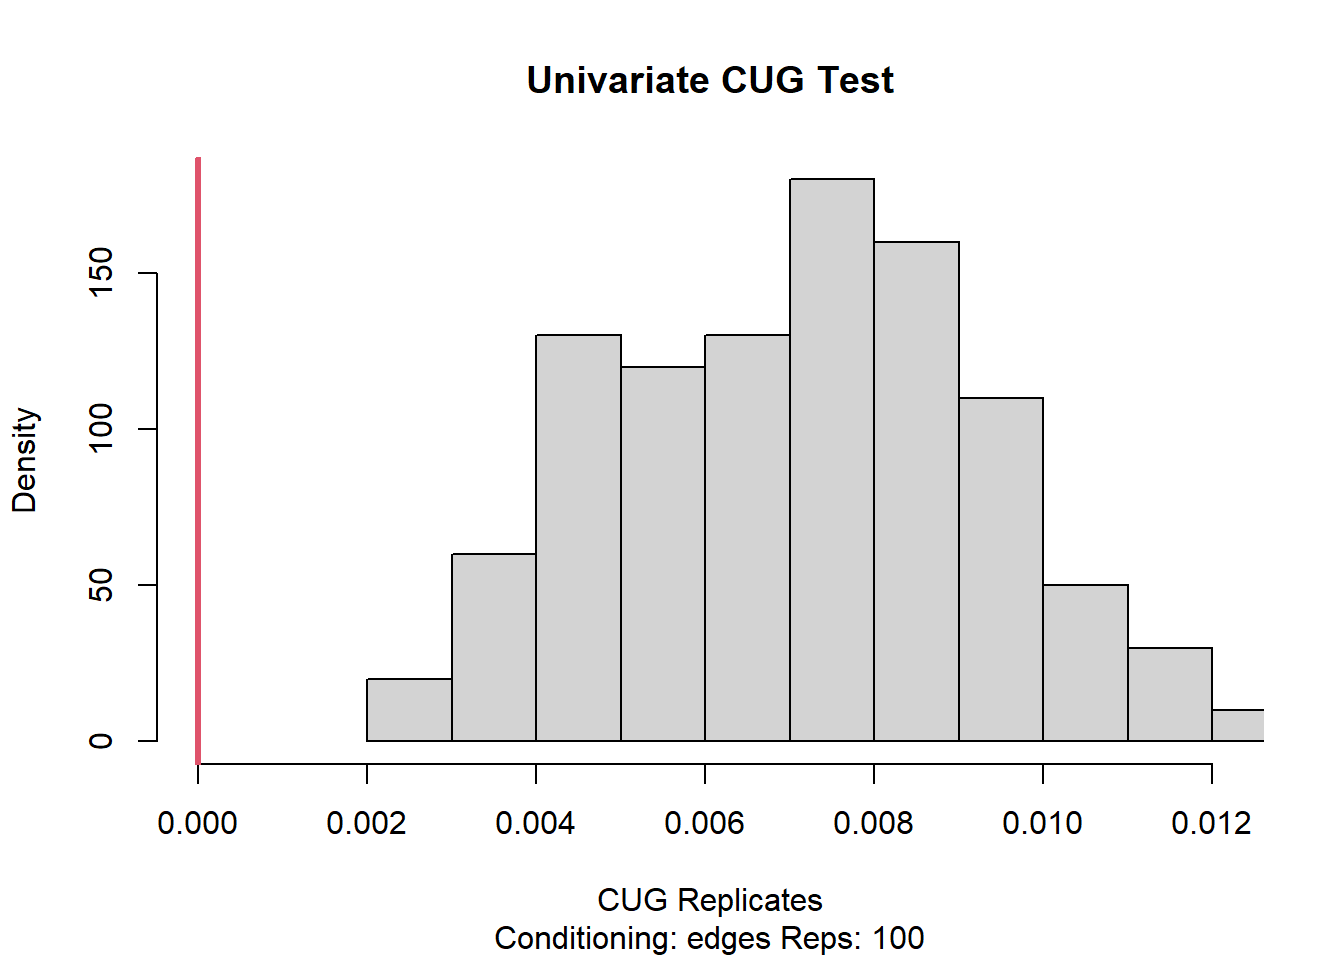 Univariate CUG Test
Density
150
100
50
0
0.000 0.002 0.004 0.006 0.008 0.010 0.012
CUG Replicates
Conditioning: edges Reps: 100